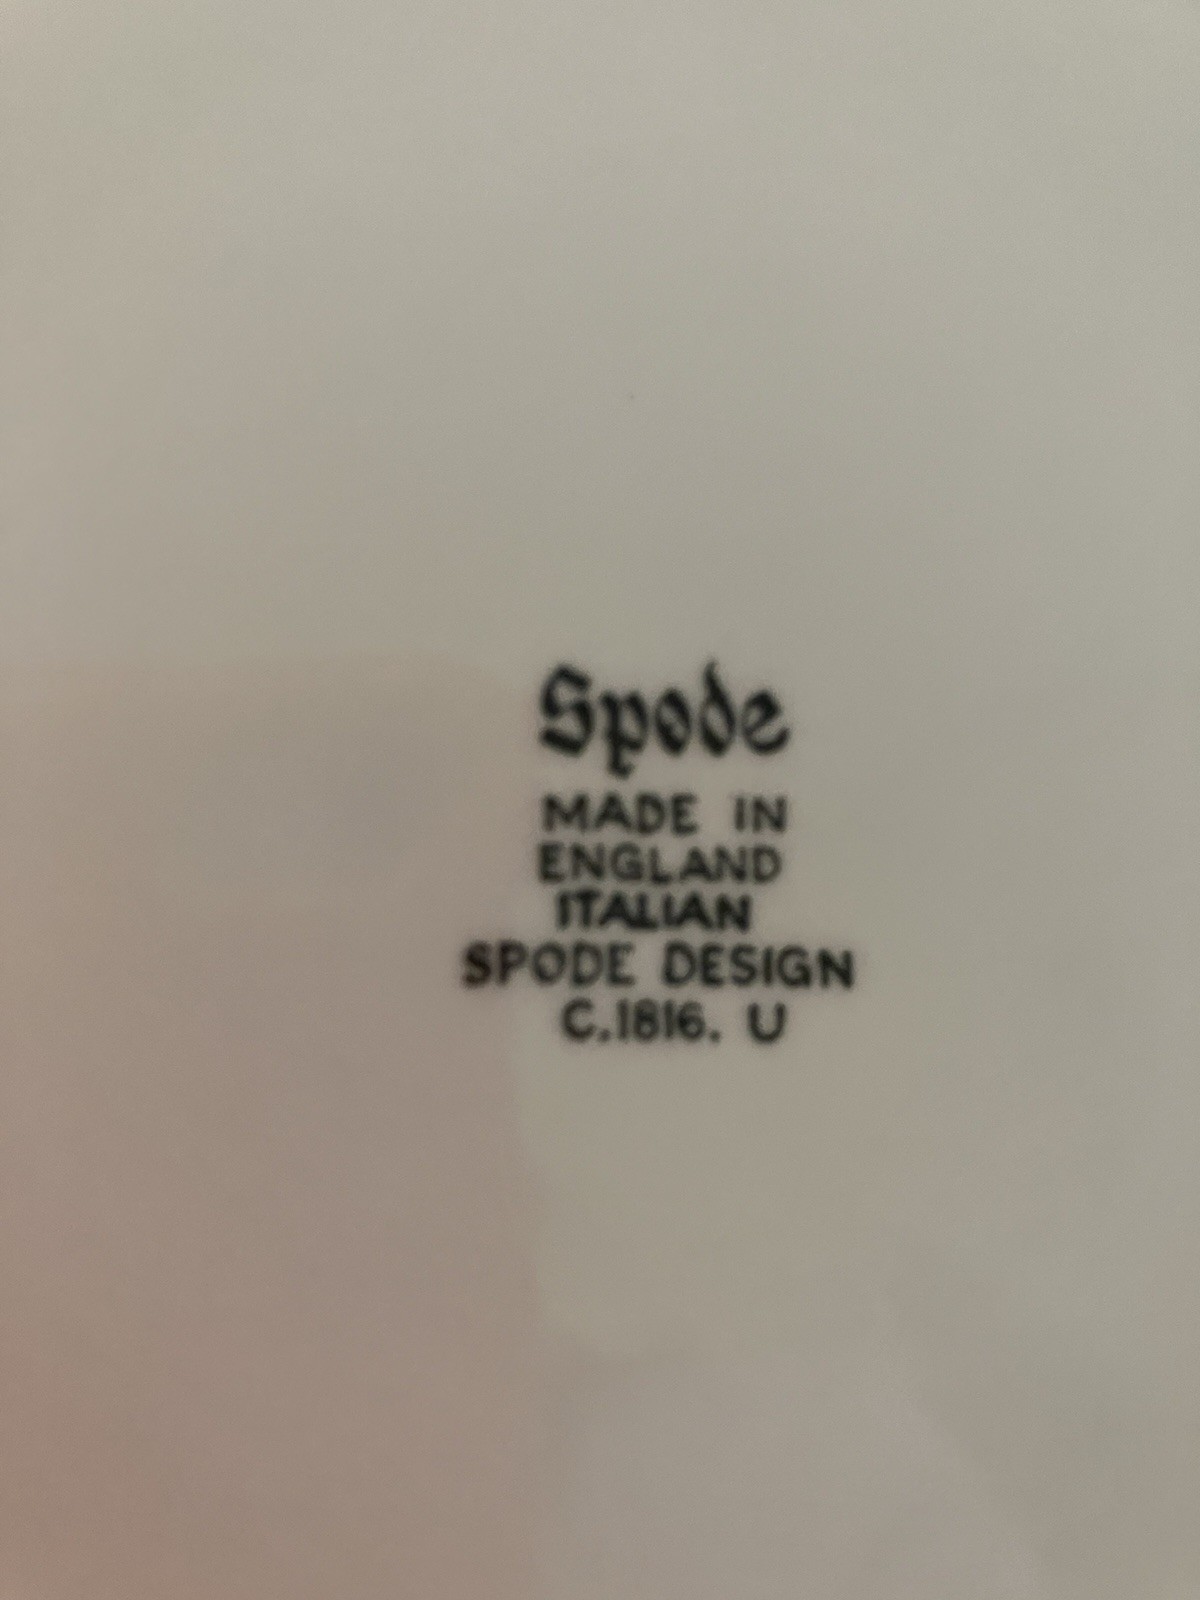 Spode
MADE IN
ENGLAND
ITALIAN
SPODE DESIGN
C.1816. U